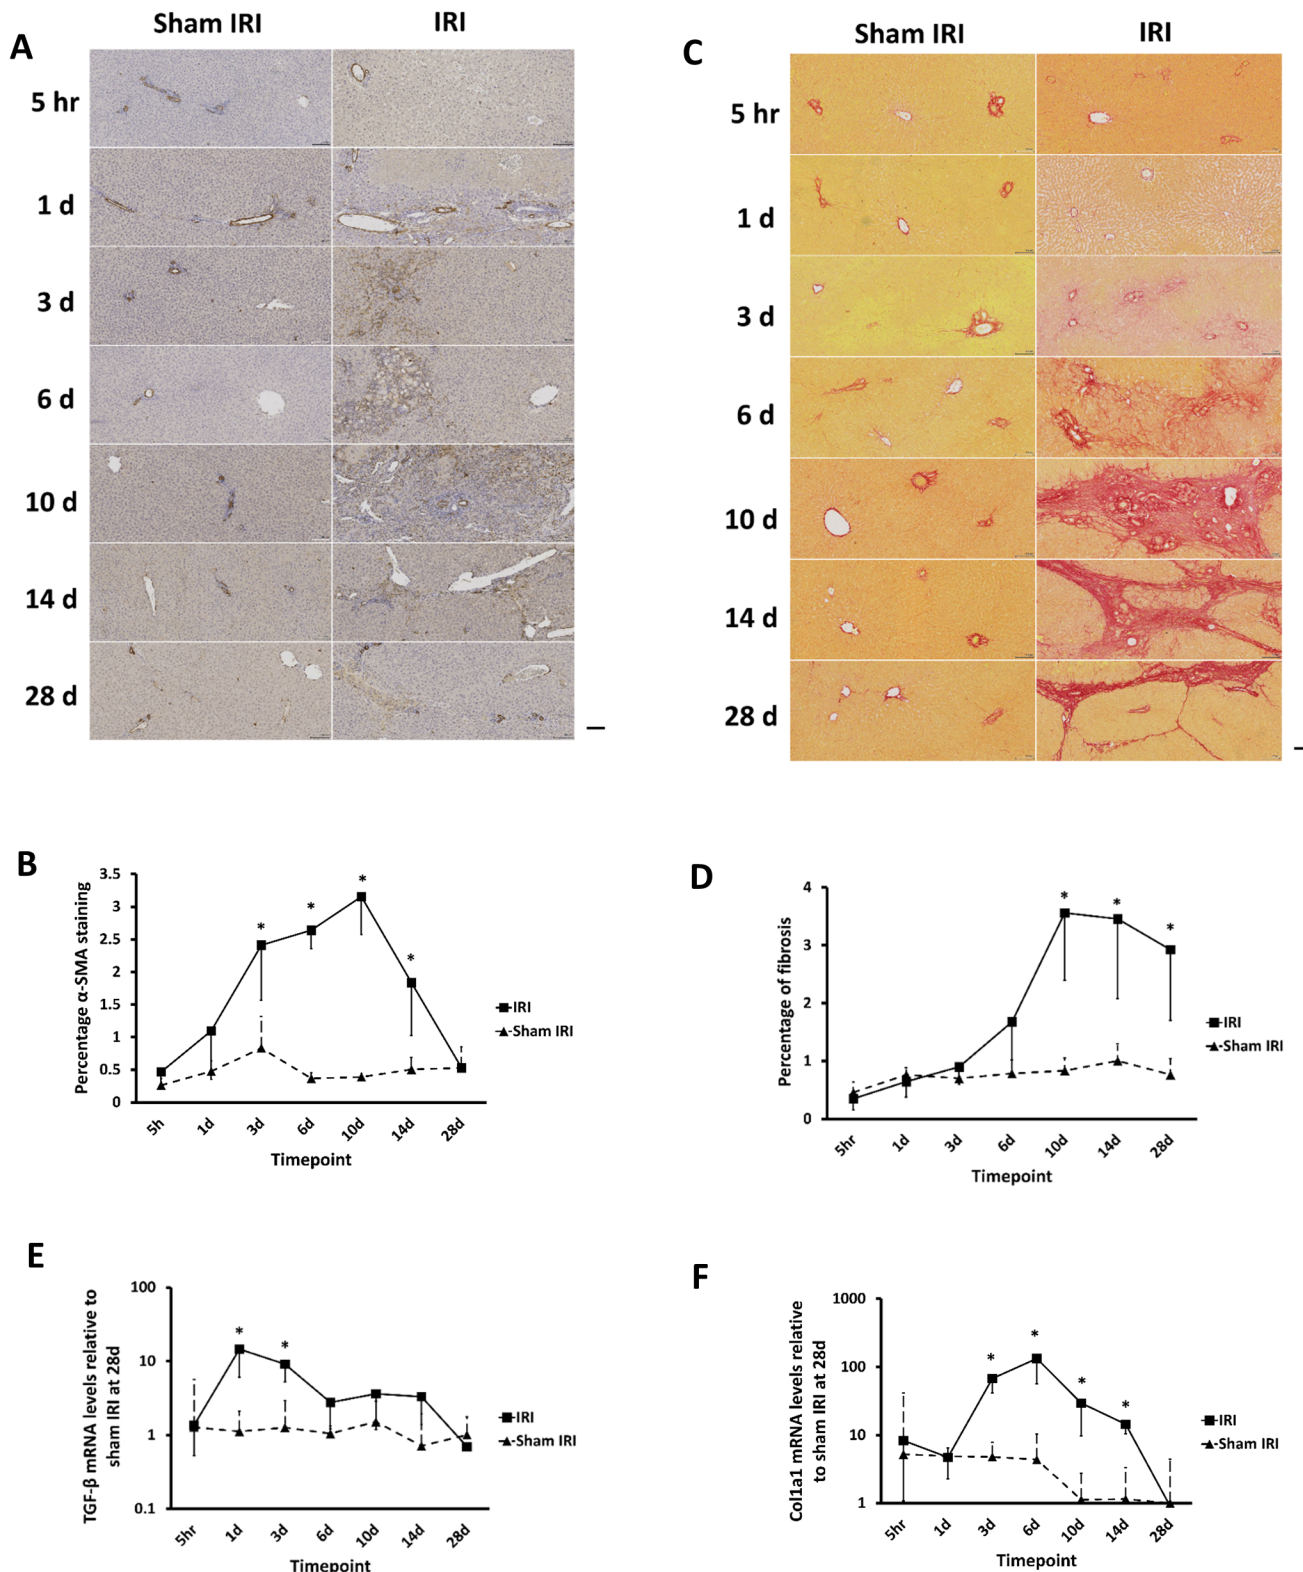 A
Sham IRI
IRI
5 hr
1 d
3 d
6 d
10 d
14 d
28 d
C
Sham IRI
IRI
5 hr
1 d
3 d
6 d
10 d
14 d
28 d
B
Percentage α-SMA staining
3.5
3
2.5
2
1.5
1
0.5
0
*
*
*
*
5h
1d
3d
6d
10d
14d
28d
Timepoint
IRI
Sham IRI
D
Percentage of fibrosis
4
3
2
1
0
*
*
*
5hr
1d
3d
6d
10d
14d
28d
Timepoint
IRI
Sham IRI
E
TGF-β mRNA levels relative to
sham IRI at 28d
100
10
1
0.1
*
*
5hr
1d
3d
6d
10d
14d
28d
Timepoint
IRI
Sham IRI
F
Col1a1 mRNA levels relative
to sham IRI at 28d
1000
100
10
1
*
*
*
*
5hr
1d
3d
6d
10d
14d
28d
Timepoint
IRI
Sham IRI